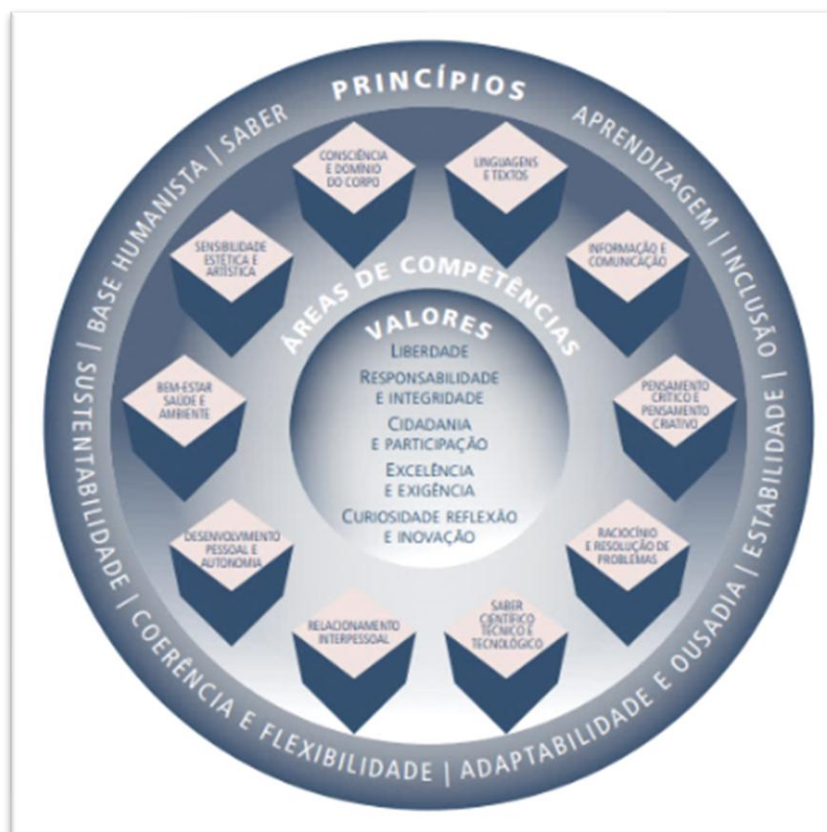 PRINCÍPIOS
BASE HUMANISTA | SABER
APRENDIZAGEM | INCLUSÃO |
ESTABILIDADE |
ADAPTABILIDADE E OUSADIA |
COERÊNCIA E FLEXIBILIDADE |
SUSTENTABILIDADE |
ÁREAS DE COMPETÊNCIAS
LINGUAGENS
E TEXTOS
INFORMAÇÃO E
COMUNICAÇÃO
PENSAMENTO
CRÍTICO E
PENSAMENTO
CRIATIVO
RACIOCÍNIO
E RESOLUÇÃO DE
PROBLEMAS
SABER
CIENTÍFICO
TÉCNICO E
TECNOLÓGICO
RELACIONAMENTO
INTERPESSOAL
DESENVOLVIMENTO
PESSOAL E
AUTONOMIA
BEM-ESTAR
SAÚDE E
AMBIENTE
SENSIBILIDADE
ESTÉTICA E
ARTÍSTICA
CONSCIÊNCIA
E DOMÍNIO
DO CORPO
VALORES
LIBERDADE
RESPONSABILIDADE
E INTEGRIDADE
CIDADANIA
E PARTICIPAÇÃO
EXCELÊNCIA
E EXIGÊNCIA
CURIOSIDADE REFLEXÃO
E INOVAÇÃO